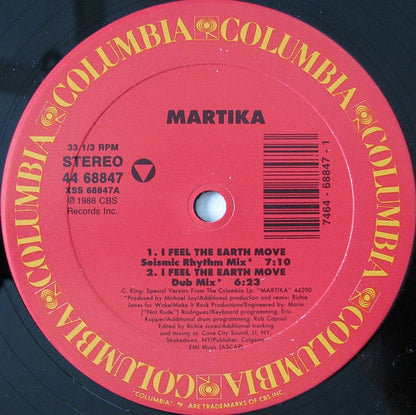 COLUMBIA COLUMBIA COLUMBIA COLUMBIA COLUMBIA COLUMBIA
MARTIKA
33 1/3 RPM
STEREO
44 68847
XSS 68847A
℗ 1988 CBS
Records Inc.
7464-68847-1
1. I FEEL THE EARTH MOVE
Seismic Rhythm Mix* 7:10
2. I FEEL THE EARTH MOVE
Dub Mix* 6:23
-C. King- Special Version From The Columbia Lp: "MARTIKA" 44290
*Produced by Michael Jay/Additional production and remix: Richie
Jones for Wake/Make It Rock Productions/Engineered by: Mario
("Not Rude") Rodriguez/Keyboard programming: Eric
Kupper/Additional drum programming: Rob Caprio/
Edited by Richie Jones/Additional tracking
and mixing at: Cove City Sound, LI, NY;
Shakedown, NY/Publisher: Colgems-
EMI Music (ASCAP)
"COLUMBIA" ARE TRADEMARKS OF CBS INC.